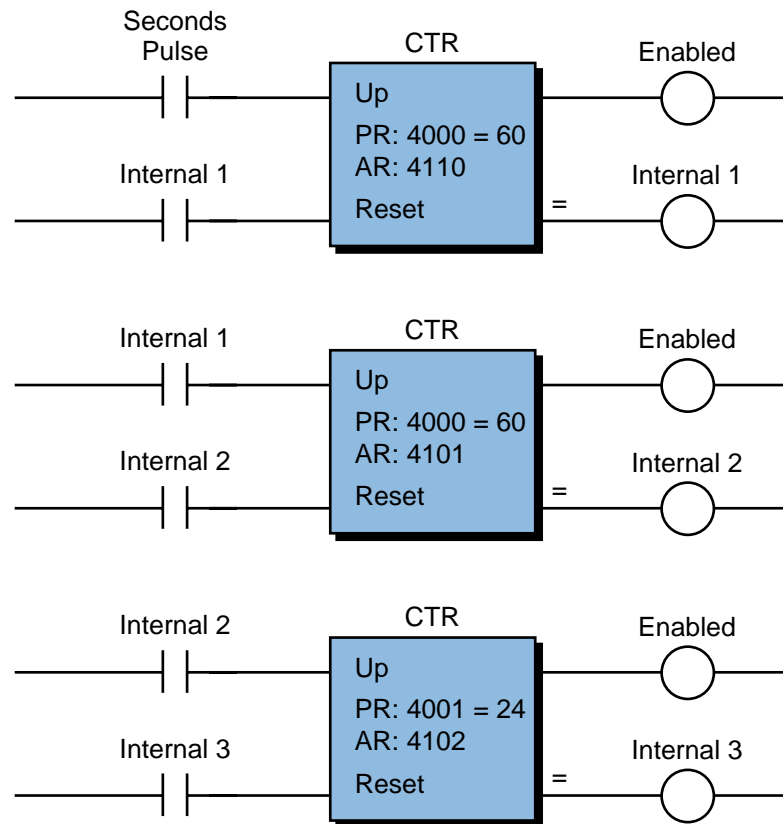 Seconds
Pulse
CTR
Enabled
Up
PR: 4000 = 60
AR: 4110
Internal 1
Reset
=
Internal 1
CTR
Internal 1
Enabled
Up
PR: 4000 = 60
AR: 4101
Internal 2
Reset
=
Internal 2
CTR
Internal 2
Enabled
Up
PR: 4001 = 24
AR: 4102
Internal 3
Reset
=
Internal 3